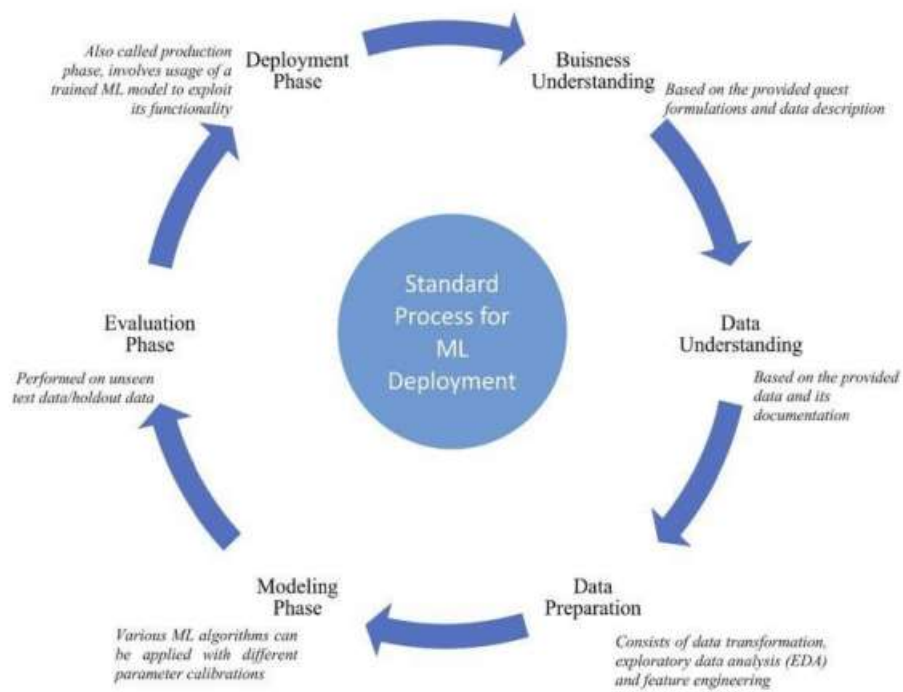 Deployment
Phase
Also called production
phase, involves usage of a
trained ML model to exploit
its functionality
Buisness
Understanding
Based on the provided quest
formulations and data description
Data
Understanding
Based on the provided
data and its
documentation
Data
Preparation
Consists of data transformation,
exploratory data analysis (EDA)
and feature engineering
Modeling
Phase
Various ML algorithms can
be applied with different
parameter calibrations
Evaluation
Phase
Performed on unseen
test data/holdout data
Standard
Process for
ML
Deployment